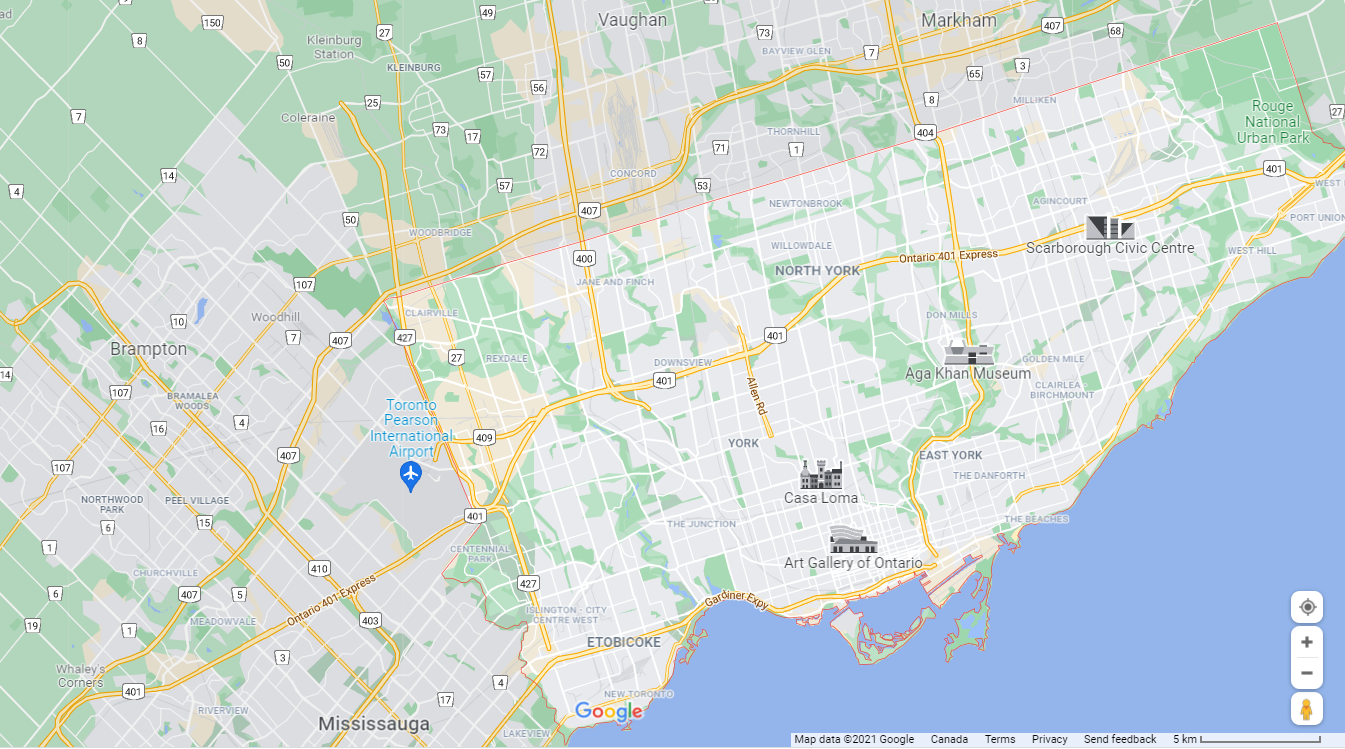 49
Vaughan
Markham
150
27
407
68
8
Kleinburg
Station
73
BAYVIEW GLEN
7
50
KLEINBURG
57
3
65
56
25
8
MILLIKEN
Rouge
National
Urban Park
27
7
Coleraine
73
17
THORNHILL
404
72
71
1
401
14
CONCORD
4
57
53
WEST
NEWTONBROOK
AGINCOURT
50
407
PORT UNION
WOODBRIDGE
WILLOWDALE
Scarborough Civic Centre
WEST HILL
400
Ontario 401 Express
NORTH YORK
107
JANE AND FINCH
10
Woodhill
CLAIRVILLE
DON MILLS
7
407
427
401
Brampton
27
REXDALE
DOWNSVIEW
GOLDEN MILE
14
401
Aga Khan Museum
107
BRAMALEA
WOODS
Allen Rd
CLAIRLEA
BIRCHMOUNT
Toronto
Pearson
International
Airport
4
16
409
YORK
407
EAST YORK
107
THE DANFORTH
NORTHWOOD
PARK
PEEL VILLAGE
Casa Loma
6
15
401
THE JUNCTION
THE BEACHES
1
CENTENNIAL
PARK
Art Gallery of Ontario
CHURCHVILLE
410
427
6
407
5
Ontario 401 Express
Gardiner Expy
MEADOWVALE
403
ISLINGTON - CITY
CENTRE WEST
19
1
ETOBICOKE
3
Whaley's
Corners
4
401
17
NEW TORONTO
RIVERVIEW
Google
Mississauga
LAKEVIEW
Map data ©2021 Google Canada Terms Privacy Send feedback 5 km